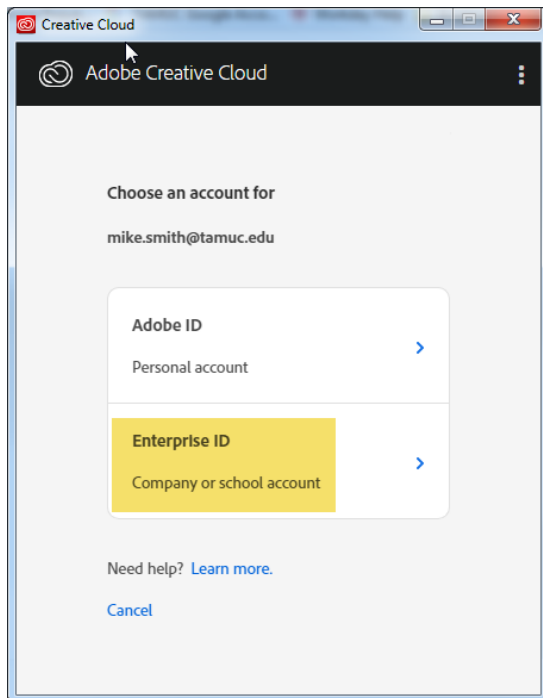 Creative Cloud
Adobe Creative Cloud
Choose an account for
mike.smith@tamuc.edu
Adobe ID
Personal account
Enterprise ID
Company or school account
Need help? Learn more.
Cancel